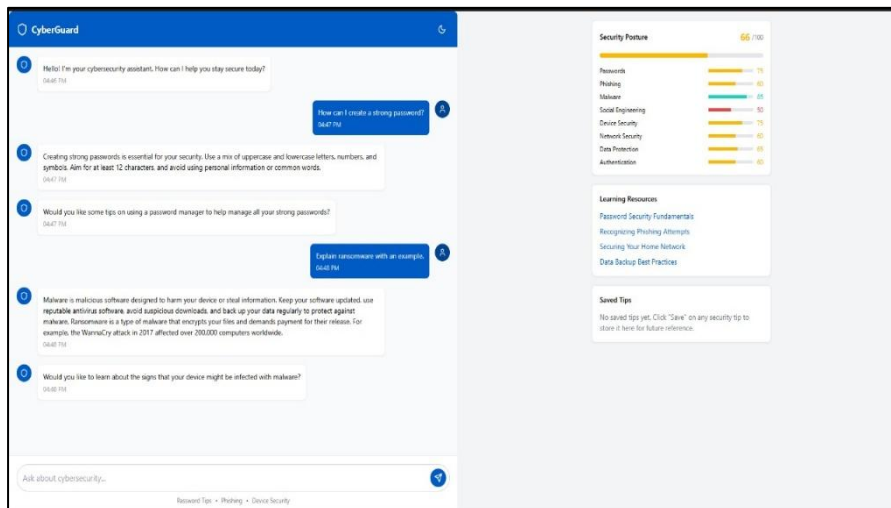 CyberGuard
Hello! I'm your cybersecurity assistant. How can I help you stay secure today?
04:46 PM
How can I create a strong password?
04:47 PM
Creating strong passwords is essential for your security. Use a mix of uppercase and lowercase letters, numbers, and
symbols. Aim for at least 12 characters, and avoid using personal information or common words.
04:47 PM
Would you like some tips on using a password manager to help manage all your strong passwords?
04:47 PM
Explain ransomware with an example.
04:48 PM
Malware is malicious software designed to harm your device or steal information. Keep your software updated, use
reputable antivirus software, avoid suspicious downloads, and back up your data regularly to protect against
malware. Ransomware is a type of malware that encrypts your files and demands payment for their release. For
example, the WannaCry attack in 2017 affected over 200,000 computers worldwide.
04:48 PM
Would you like to learn about the signs that your device might be infected with malware?
04:48 PM
Ask about cybersecurity...
Password Tips • Phishing • Device Security
Security Posture 66 /100
Passwords 75
Phishing 60
Malware
Social Engineering 50
Device Security 75
Network Security 60
Data Protection 65
Authentication 60
Learning Resources
Password Security Fundamentals
Recognizing Phishing Attempts
Securing Your Home Network
Data Backup Best Practices
Saved Tips
No saved tips yet. Click "Save" on any security tip to
store it here for future reference.